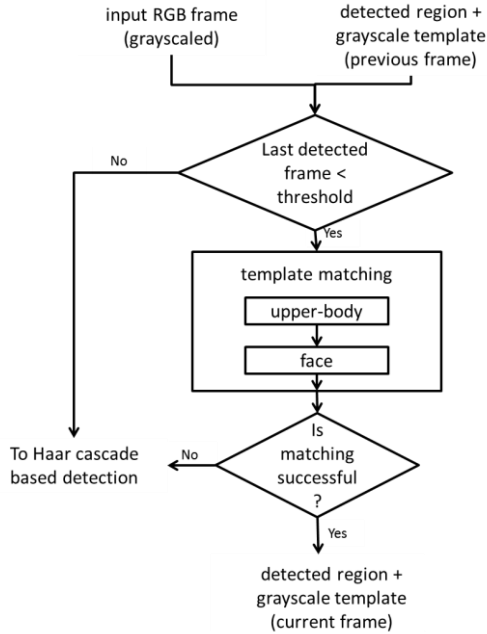 input RGB frame
(grayscaled)
detected region +
grayscale template
(previous frame)
Last detected
frame <
threshold
No
Yes
template matching
upper-body
face
Is
matching
successful
?
No
To Haar cascade
based detection
Yes
detected region +
grayscale template
(current frame)